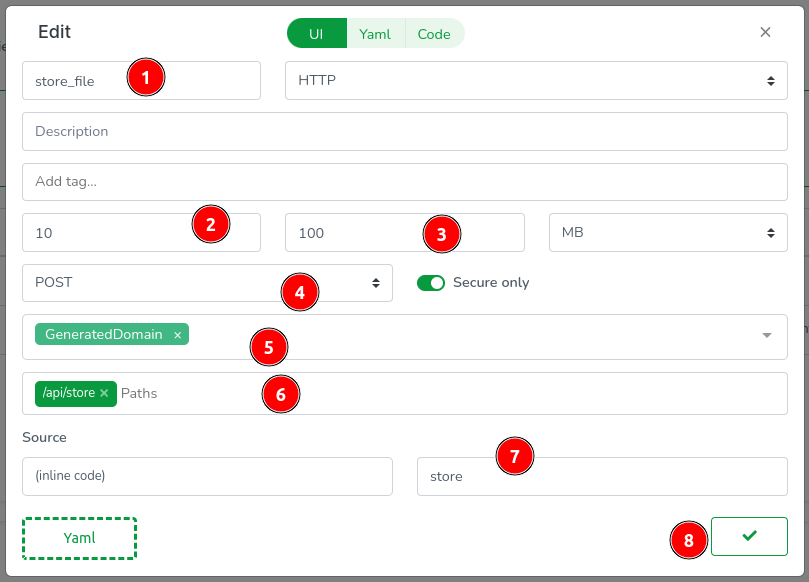 Edit
UI Yaml Code ×
store_file 1 HTTP
Description
Add tag...
10 2 100 3 MB
POST 4 Secure only
GeneratedDomain × 5
/api/store × Paths 6
Source
(inline code) store 7
Yaml 8